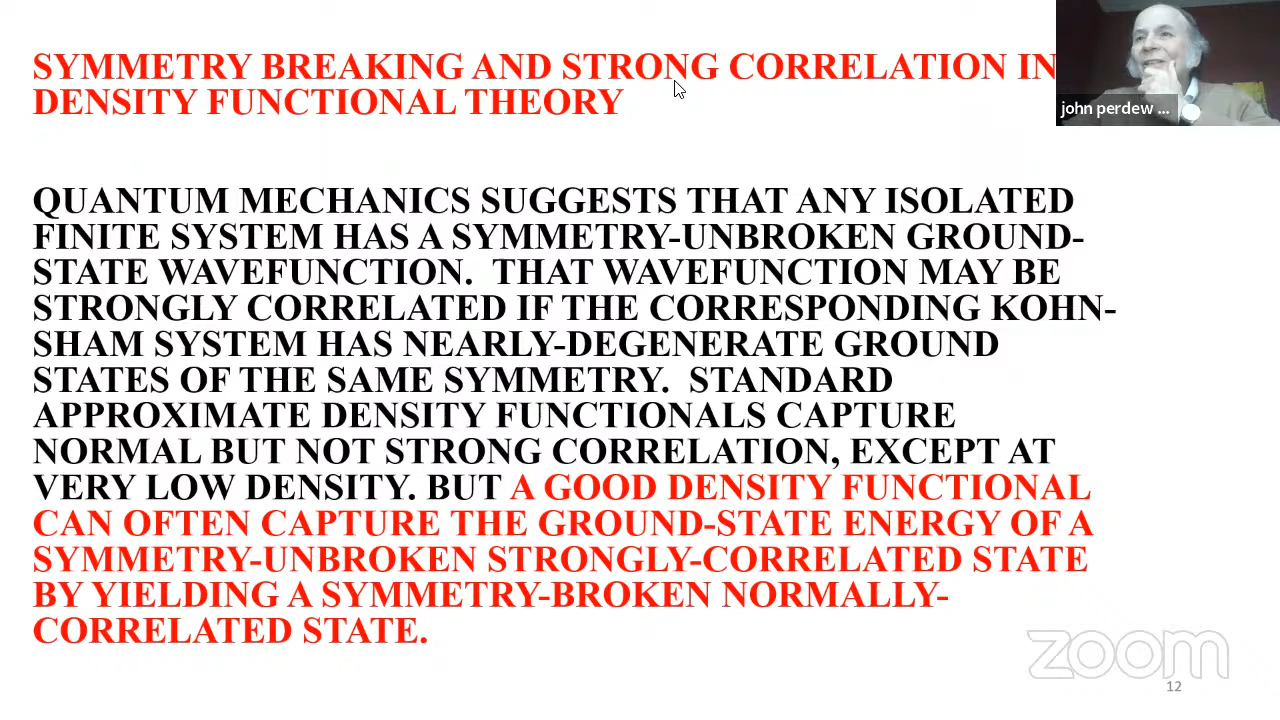 SYMMETRY BREAKING AND STRONG CORRELATION IN
DENSITY FUNCTIONAL THEORY
john perdew ...
QUANTUM MECHANICS SUGGESTS THAT ANY ISOLATED
FINITE SYSTEM HAS A SYMMETRY-UNBROKEN GROUND-
STATE WAVEFUNCTION. THAT WAVEFUNCTION MAY BE
STRONGLY CORRELATED IF THE CORRESPONDING KOHN-
SHAM SYSTEM HAS NEARLY-DEGENERATE GROUND
STATES OF THE SAME SYMMETRY. STANDARD
APPROXIMATE DENSITY FUNCTIONALS CAPTURE
NORMAL BUT NOT STRONG CORRELATION, EXCEPT AT
VERY LOW DENSITY. BUT A GOOD DENSITY FUNCTIONAL
CAN OFTEN CAPTURE THE GROUND-STATE ENERGY OF A
SYMMETRY-UNBROKEN STRONGLY-CORRELATED STATE
BY YIELDING A SYMMETRY-BROKEN NORMALLY-
CORRELATED STATE.
zoom
12